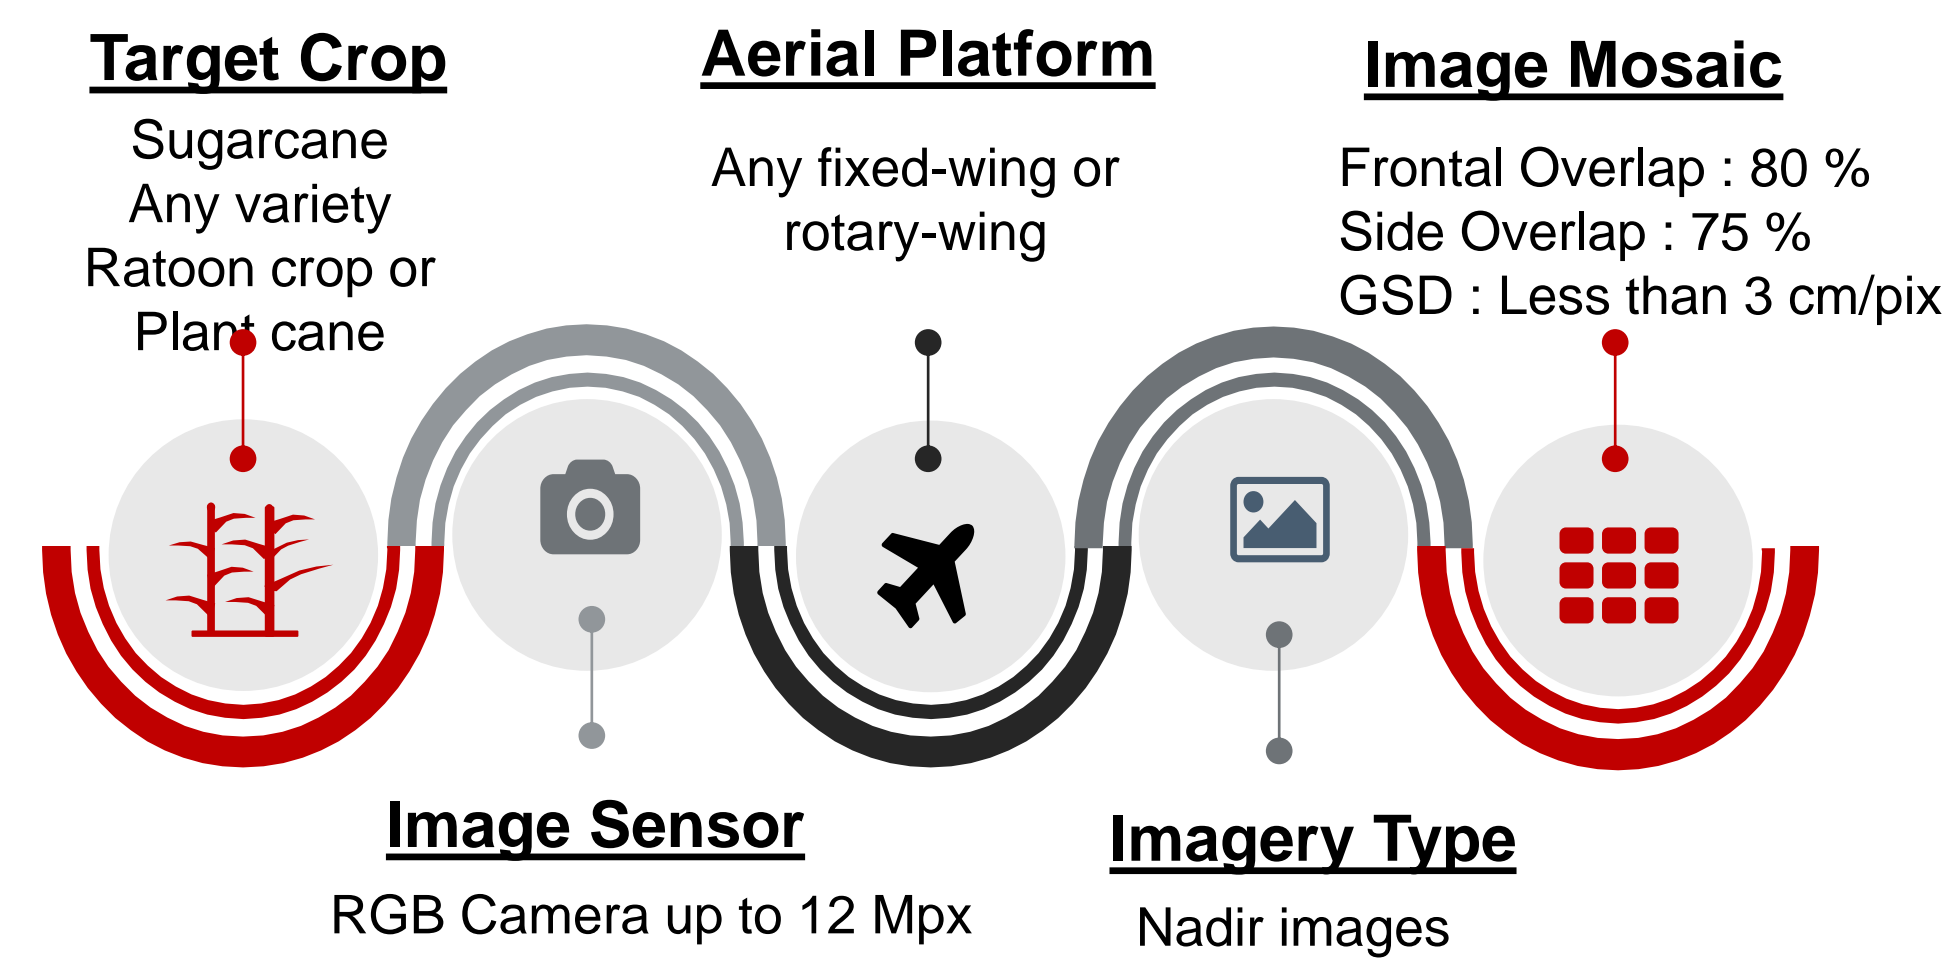 Target Crop
Sugarcane
Any variety
Ratoon crop or
Plant cane
Image Sensor
RGB Camera up to 12 Mpx
Aerial Platform
Any fixed-wing or
rotary-wing
Imagery Type
Nadir images
Image Mosaic
Frontal Overlap : 80 %
Side Overlap : 75 %
GSD : Less than 3 cm/pix